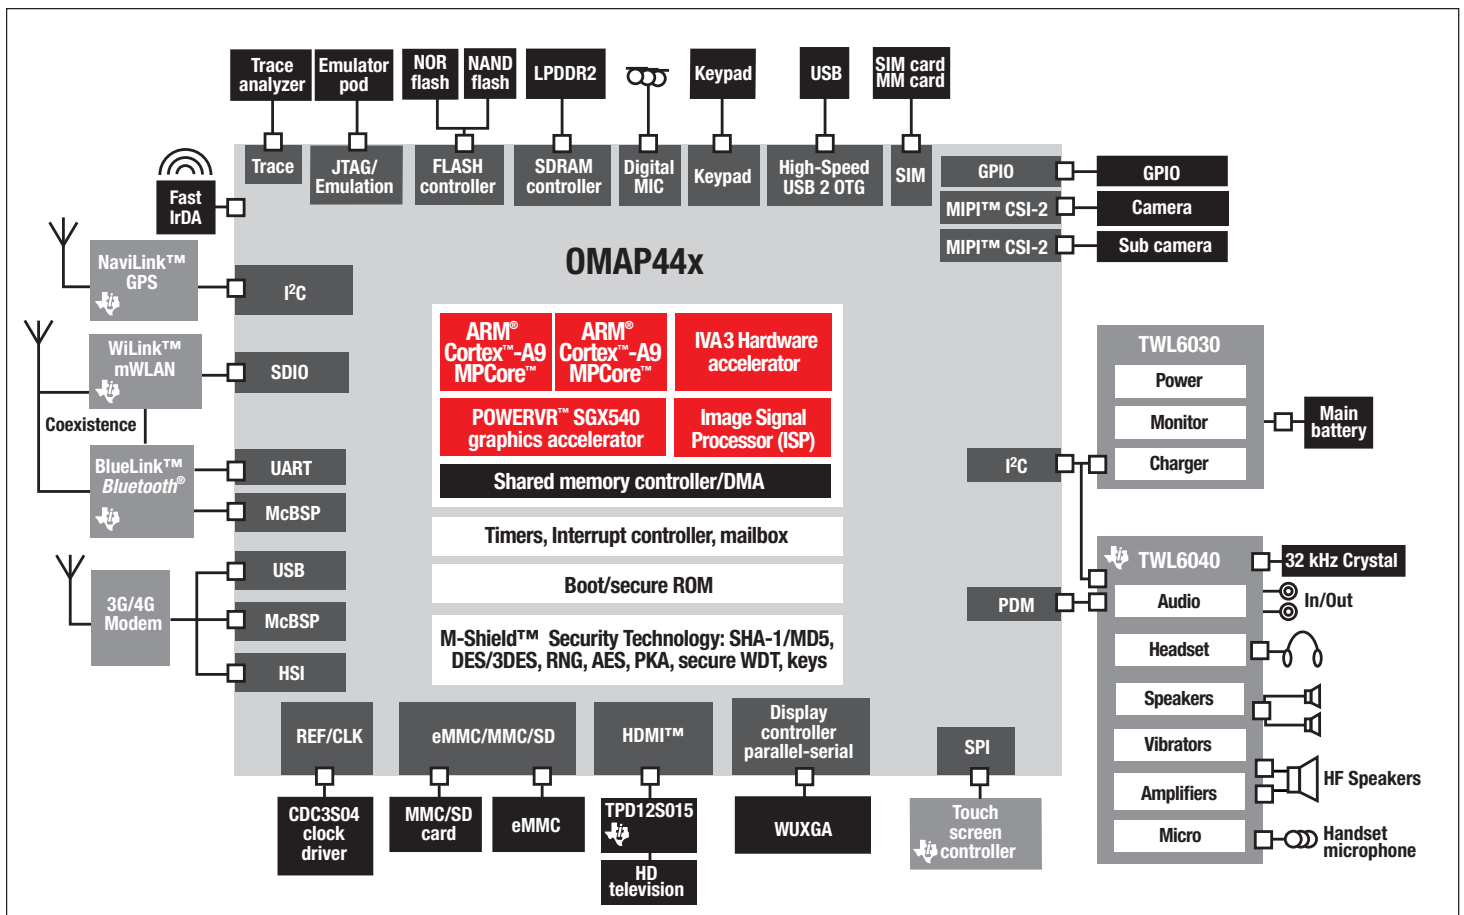 Trace
analyzer
Emulator
pod
NOR
flash
NAND
flash
LPDDR2
Keypad
USB
SIM card
MM card
Trace
JTAG/
Emulation
FLASH
controller
SDRAM
controller
Digital
MIC
Keypad
High-Speed
USB 2 OTG
SIM
GPIO
GPIO
MIPI™ CSI-2
Camera
MIPI™ CSI-2
Sub camera
Fast
IrDA
NaviLink™
GPS
I²C
WiLink™
mWLAN
SDIO
Coexistence
BlueLink™
Bluetooth®
UART
McBSP
3G/4G
Modem
USB
McBSP
HSI
OMAP44x
ARM®
Cortex™-A9
MPCore™
ARM®
Cortex™-A9
MPCore™
IVA3 Hardware
accelerator
POWERVR™ SGX540
graphics accelerator
Image Signal
Processor (ISP)
Shared memory controller/DMA
Timers, Interrupt controller, mailbox
Boot/secure ROM
M-Shield™ Security Technology: SHA-1/MD5,
DES/3DES, RNG, AES, PKA, secure WDT, keys
I²C
PDM
TWL6030
Power
Monitor
Charger
Main
battery
TWL6040
32 kHz Crystal
Audio
In/Out
Headset
Speakers
Vibrators
Amplifiers
HF Speakers
Micro
Handset
microphone
REF/CLK
eMMC/MMC/SD
HDMI™
Display
controller
parallel-serial
SPI
CDC3S04
clock
driver
MMC/SD
card
eMMC
TPD12S015
HD
television
WUXGA
Touch
screen
controller